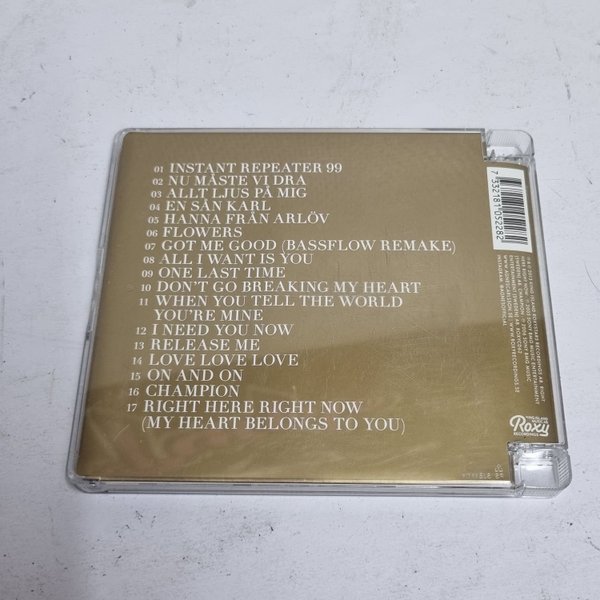 01 INSTANT REPEATER 99
02 NU MÅSTE VI DRA
03 ALLT LJUS PÅ MIG
04 EN SÅN KARL
05 HANNA FRÅN ARLÖV
06 FLOWERS
07 GOT ME GOOD (BASSFLOW REMAKE)
08 ALL I WANT IS YOU
09 ONE LAST TIME
10 DON'T GO BREAKING MY HEART
11 WHEN YOU TELL THE WORLD
YOU'RE MINE
12 I NEED YOU NOW
13 RELEASE ME
14 LOVE LOVE LOVE
15 ON AND ON
16 CHAMPION
17 RIGHT HERE RIGHT NOW
(MY HEART BELONGS TO YOU)
7 332181 052282
Roxy
RECORDINGS